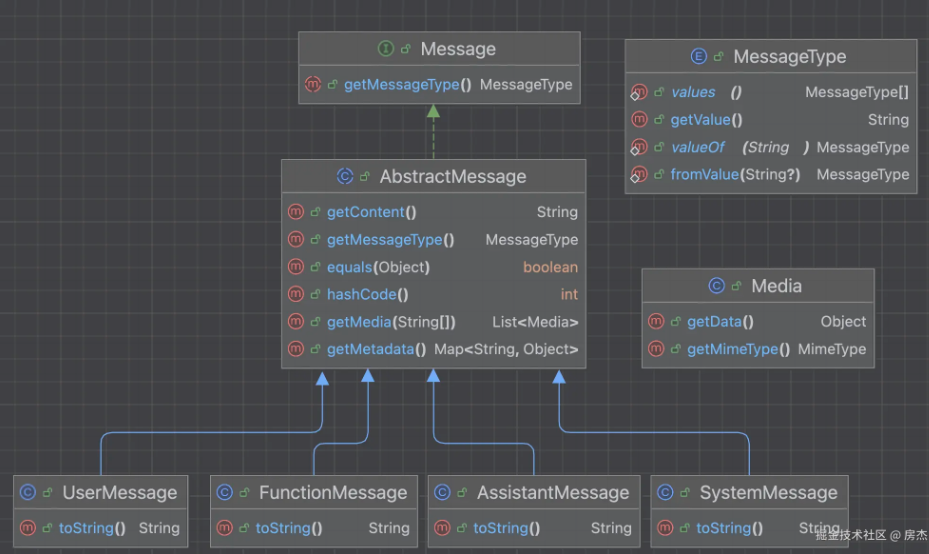 Message
getMessageType() MessageType
MessageType
values () MessageType[]
getValue() String
valueOf (String ) MessageType
fromValue(String?) MessageType
AbstractMessage
getContent() String
getMessageType() MessageType
equals(Object) boolean
hashCode() int
getMedia(String[]) List<Media>
getMetadata() Map<String, Object>
Media
getData() Object
getMimeType() MimeType
UserMessage
toString() String
FunctionMessage
toString() String
AssistantMessage
toString() String
SystemMessage
toString() String
掘金技术社区 @ 房杰